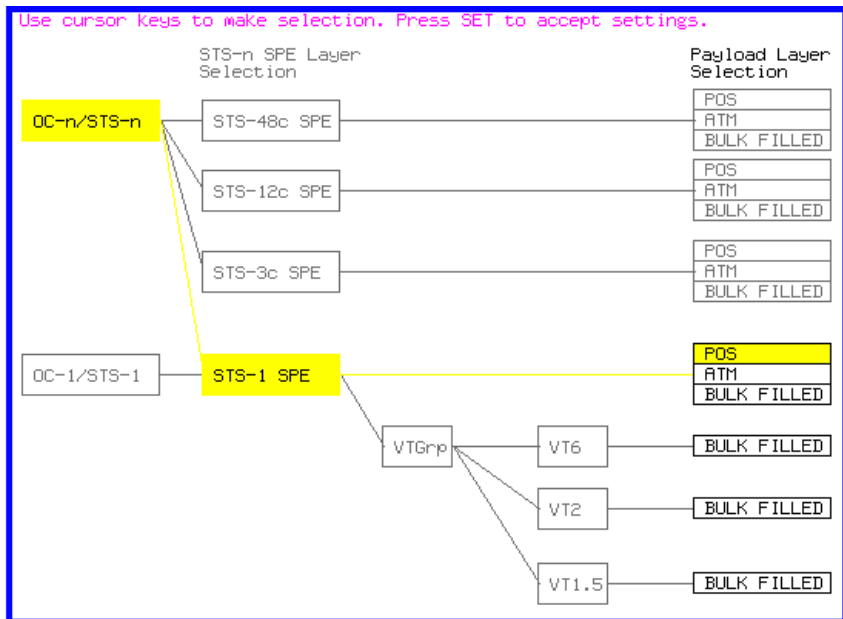 Use cursor keys to make selection. Press SET to accept settings.
STS-n SPE Layer
Selection
Payload Layer
Selection
OC-n/STS-n
STS-48c SPE
POS
ATM
BULK FILLED
STS-12c SPE
POS
ATM
BULK FILLED
STS-3c SPE
POS
ATM
BULK FILLED
OC-1/STS-1
STS-1 SPE
POS
ATM
BULK FILLED
VTGrp
VT6
BULK FILLED
VT2
BULK FILLED
VT1.5
BULK FILLED